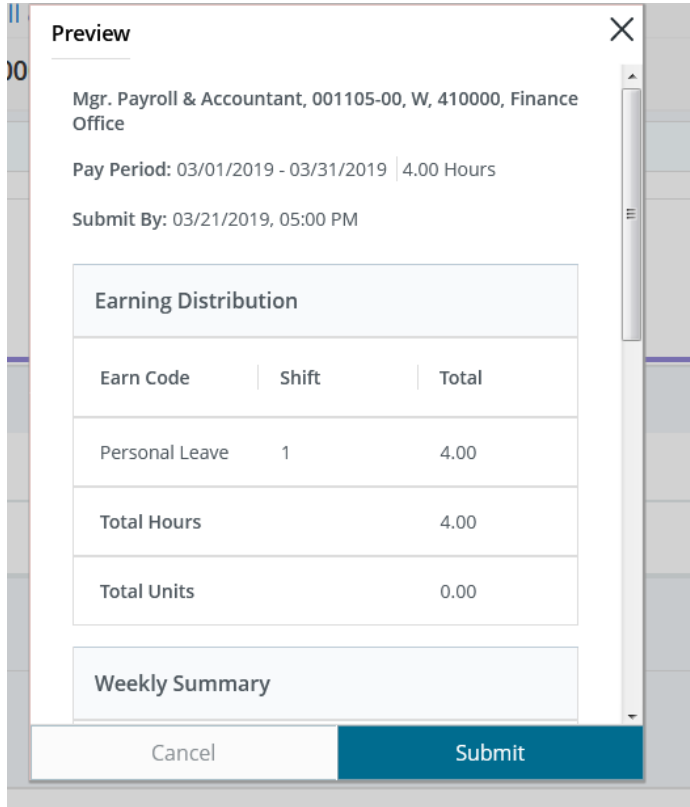 ll
00
Preview
Mgr. Payroll & Accountant, 001105-00, W, 410000, Finance
Office
Pay Period: 03/01/2019 - 03/31/2019 4.00 Hours
Submit By: 03/21/2019, 05:00 PM
Earning Distribution
Earn Code Shift Total
Personal Leave 1 4.00
Total Hours 4.00
Total Units 0.00
Weekly Summary
Cancel Submit